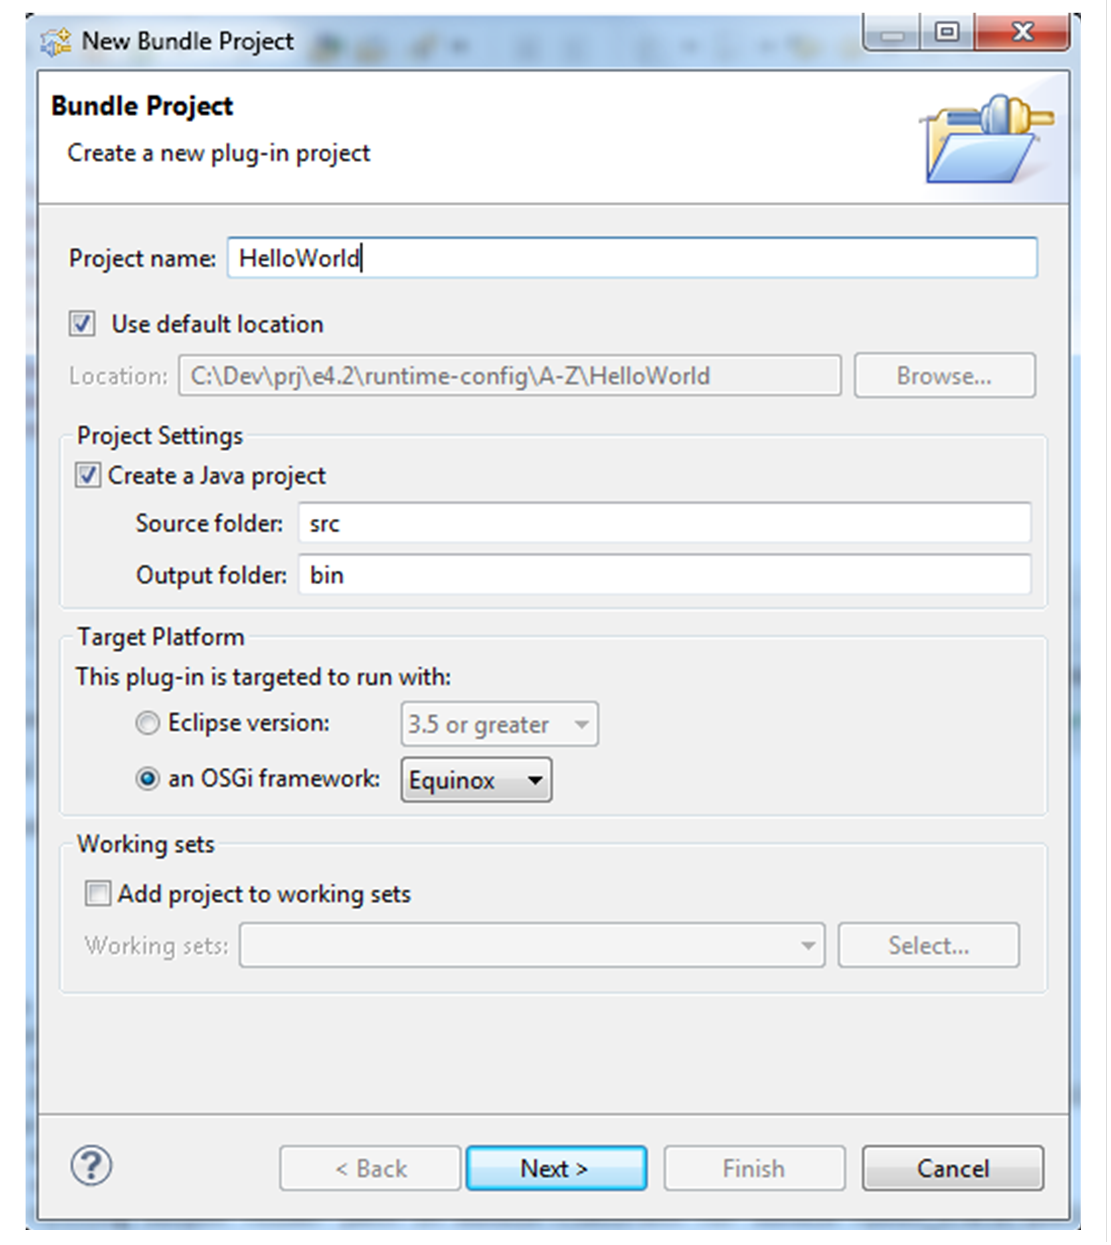 New Bundle Project
Bundle Project
Create a new plug-in project
Project name: HelloWorld
Use default location
Location: C:\Dev\prj\e4.2\runtime-config\A-Z\HelloWorld Browse...
Project Settings
Create a Java project
Source folder: src
Output folder: bin
Target Platform
This plug-in is targeted to run with:
Eclipse version: 3.5 or greater
an OSGi framework: Equinox
Working sets
Add project to working sets
Working sets: Select...
? < Back Next > Finish Cancel